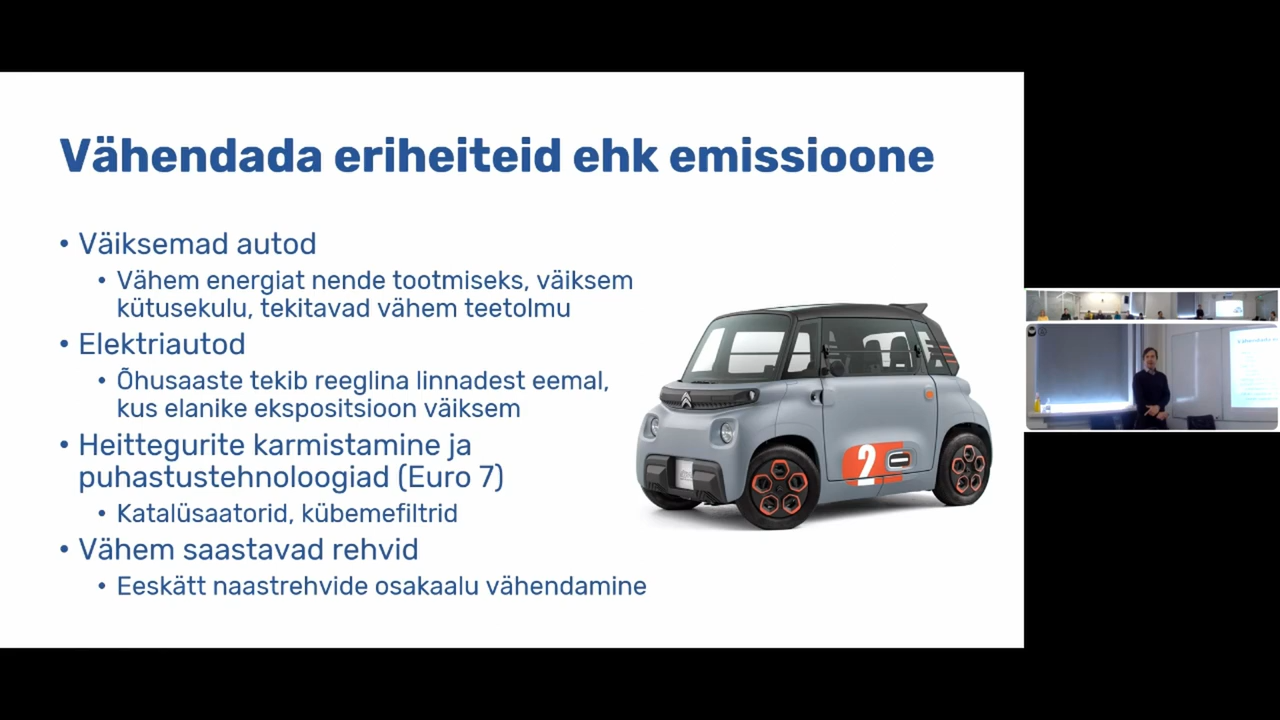 Vähendada eriheiteid ehk emissioone
• Väiksemad autod
• Vähem energiat nende tootmiseks, väiksem
kütusekulu, tekitavad vähem teetolmu
• Elektriautod
• Õhusaaste tekib reeglina linnadest eemal,
kus elanike ekspositsioon väiksem
• Heittegurite karmistamine ja
puhastustehnoloogiad (Euro 7)
• Katalüsaatorid, kübemefiltrid
• Vähem saastavad rehvid
• Eeskätt naastrehvide osakaalu vähendamine
2